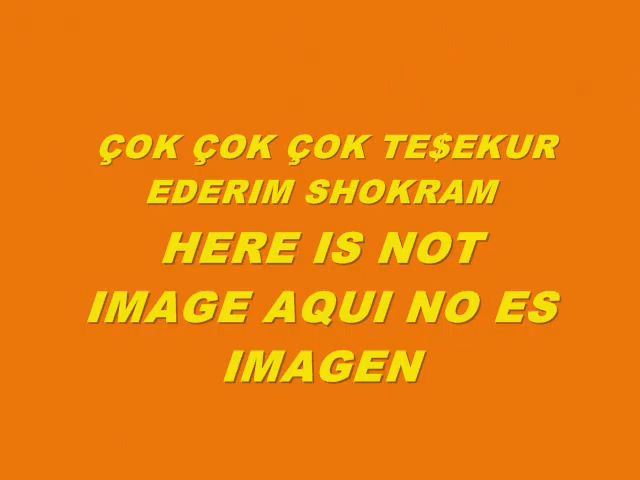 ÇOK ÇOK ÇOK TE$EKUR
EDERIM SHOKRAM
HERE IS NOT
IMAGE AQUI NO ES
IMAGEN